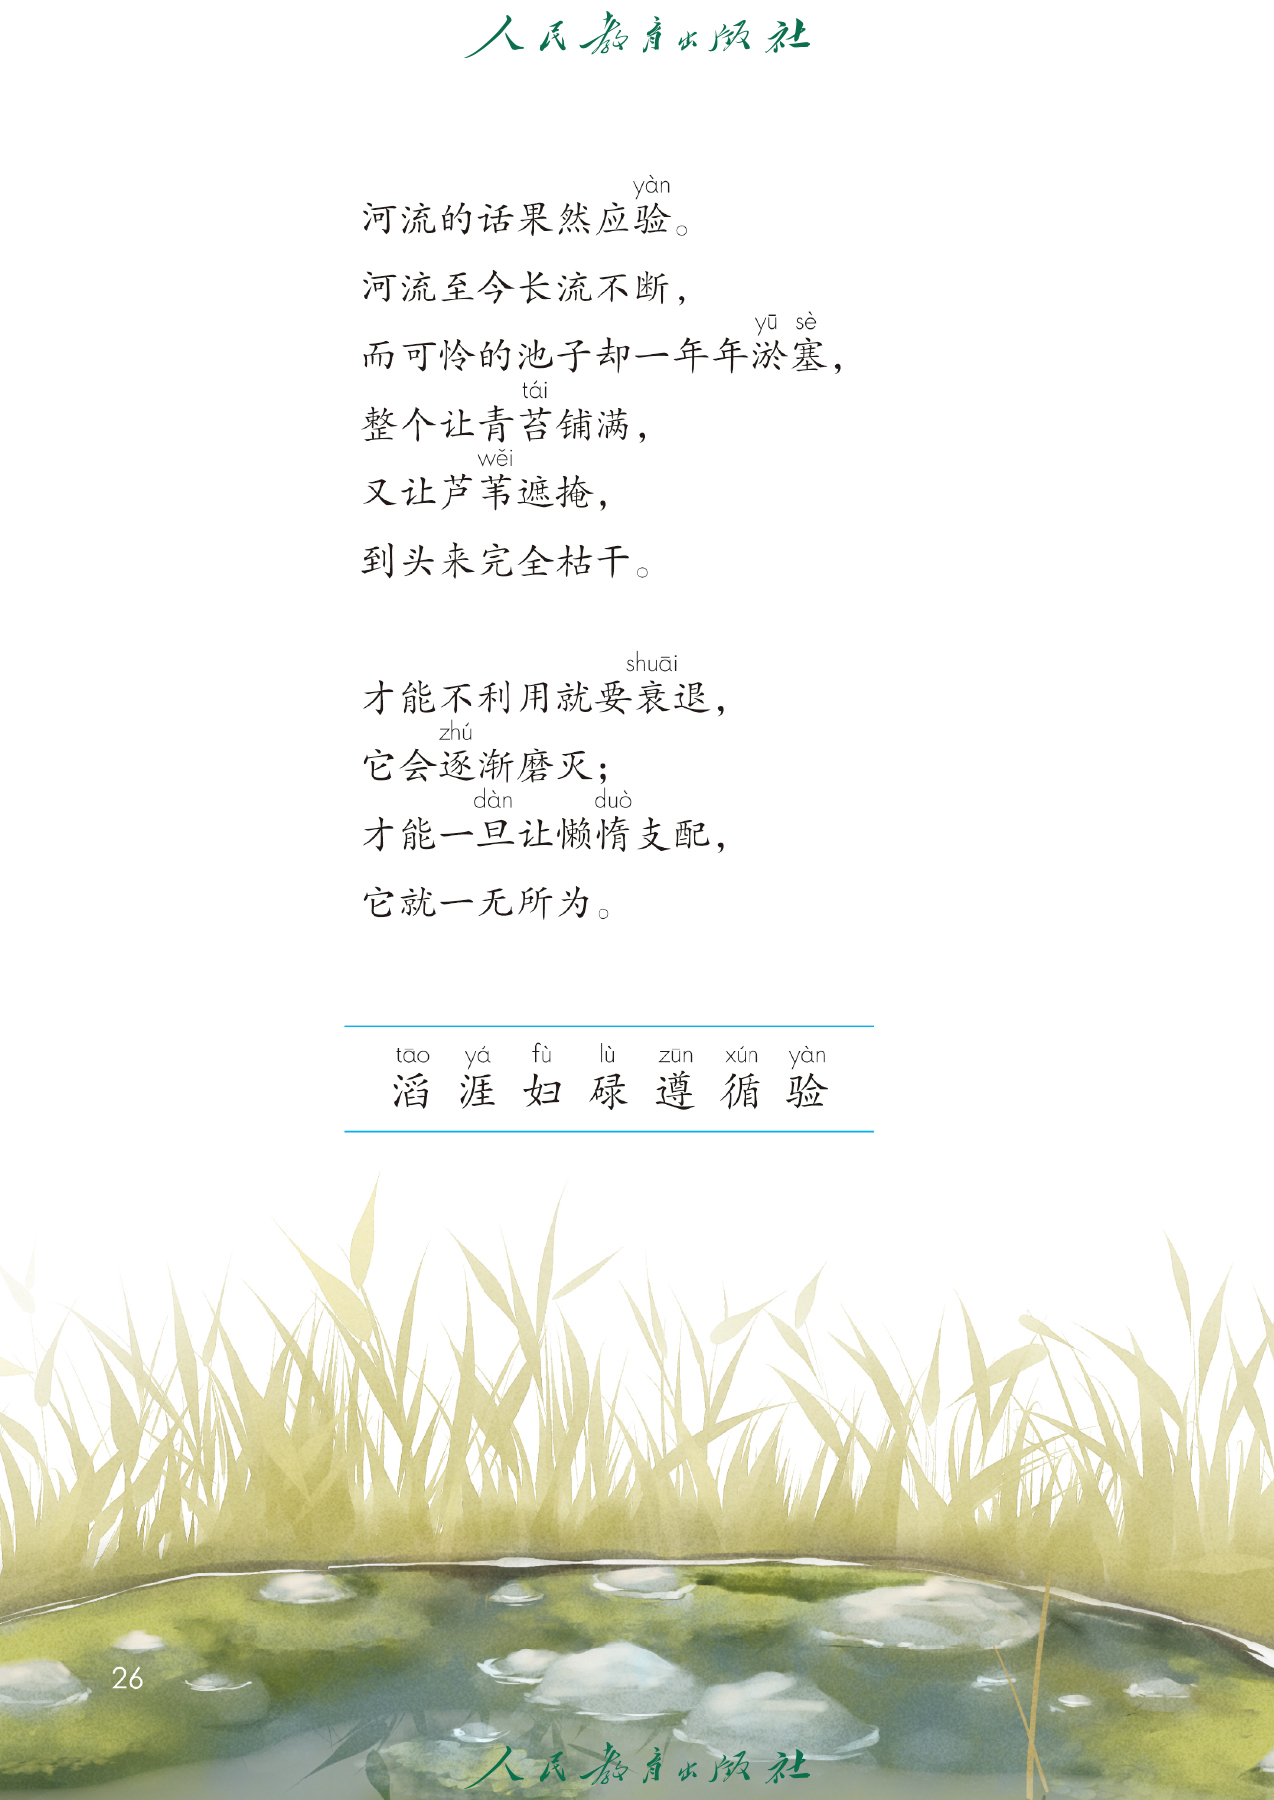 人民教育出版社
yàn
河流的话果然应验。
河流至今长流不断，
yū sè
而可怜的池子却一年年淤塞，
tái
整个让青苔铺满，
wěi
又让芦苇遮掩，
到头来完全枯干。
shuāi
才能不利用就要衰退，
zhú
它会逐渐磨灭；
dàn duò
才能一旦让懒惰支配，
它就一无所为。
tāo yá fù lù zūn xún yàn
滔 涯 妇 碌 遵 循 验
26
人民教育出版社